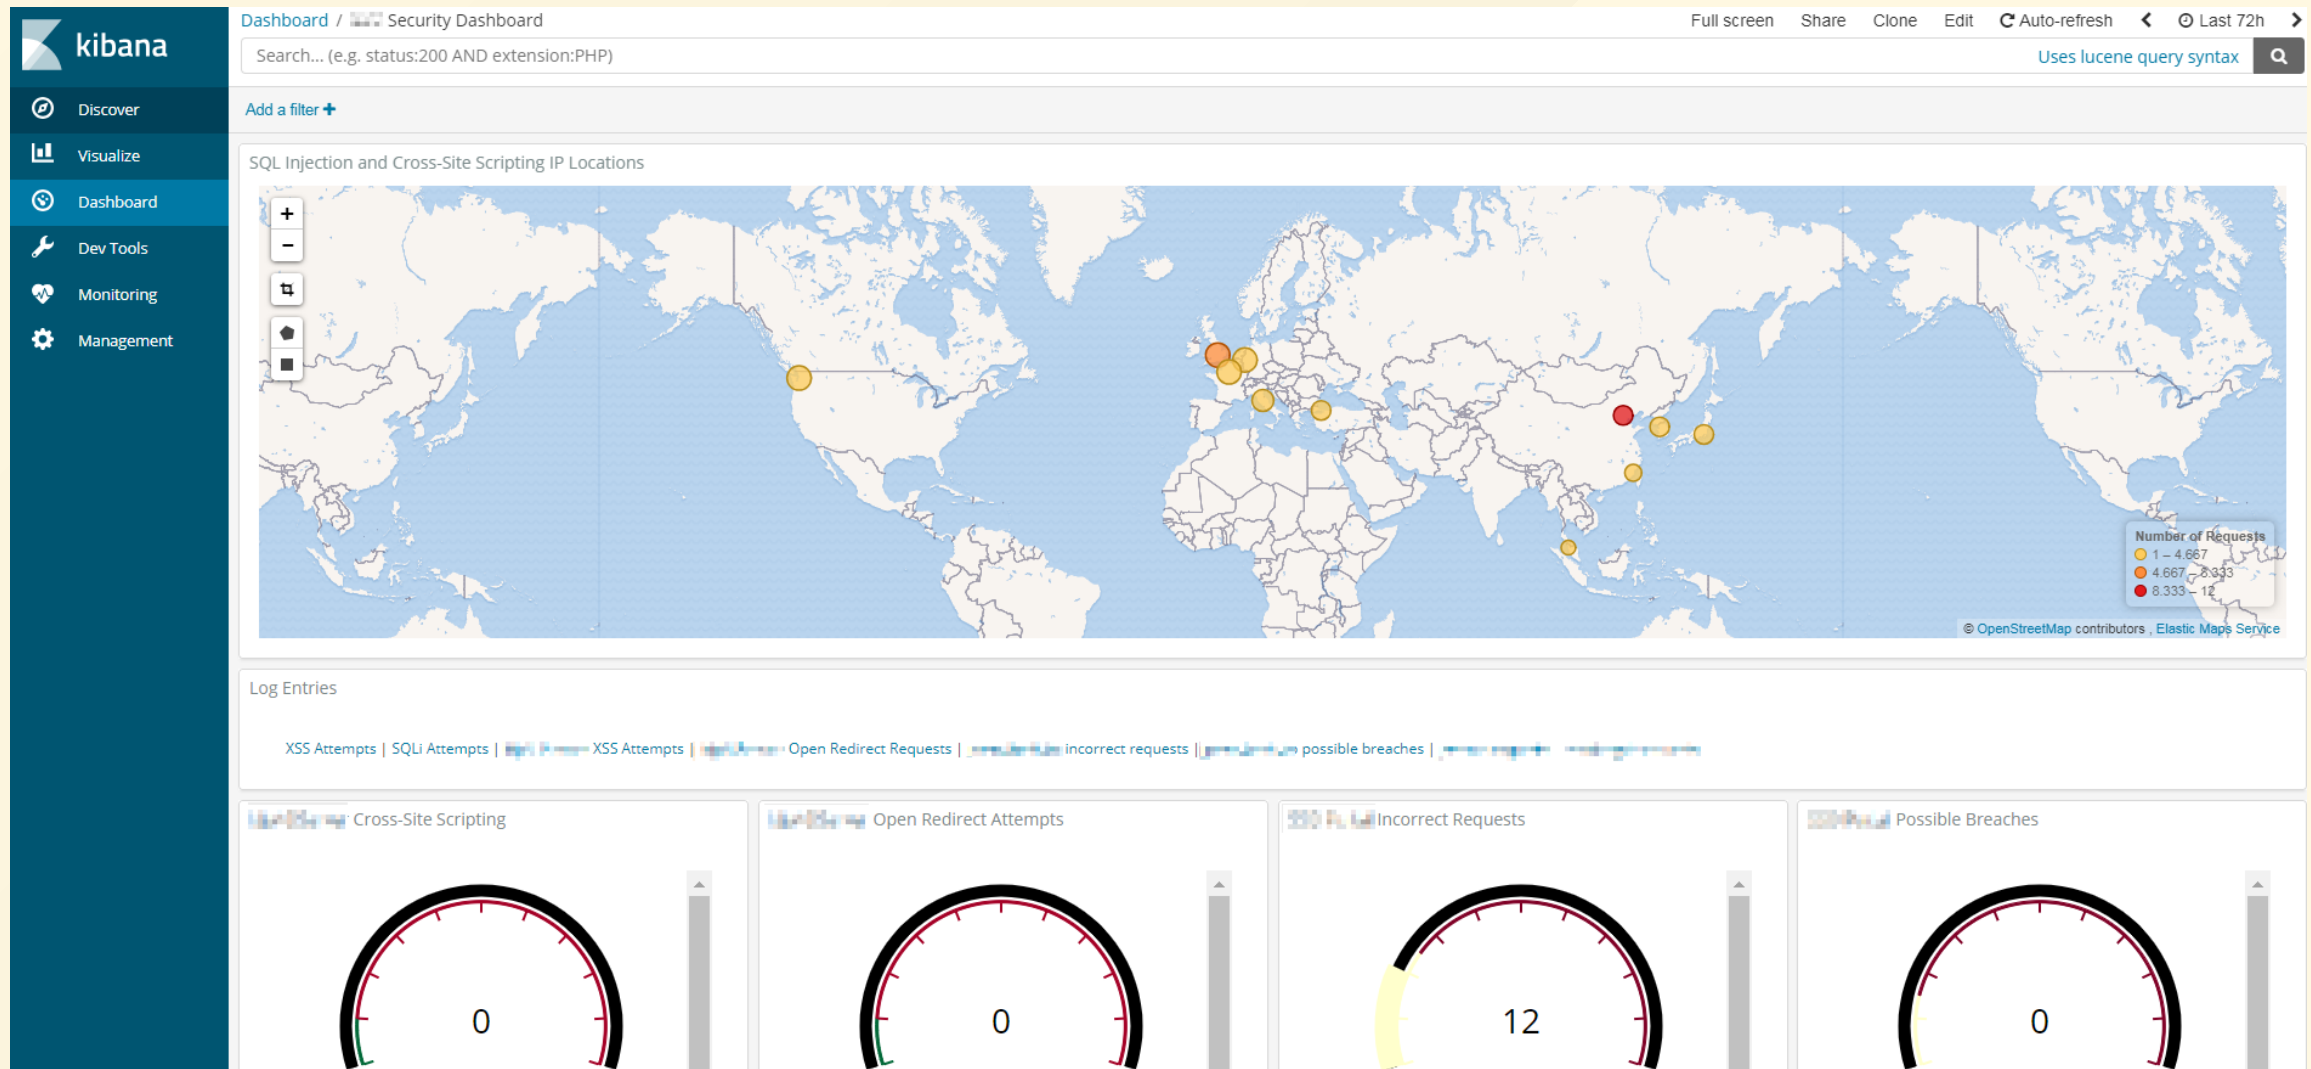 kibana
Dashboard / Security Dashboard
Full screen Share Clone Edit Auto-refresh Last 72h
Search... (e.g. status:200 AND extension:PHP)
Uses lucene query syntax
Discover
Visualize
Dashboard
Dev Tools
Monitoring
Management
Add a filter +
SQL Injection and Cross-Site Scripting IP Locations
+
−
Number of Requests
1 – 4.667
4.667 – 8.333
8.333 – 12
© OpenStreetMap contributors , Elastic Maps Service
Log Entries
XSS Attempts | SQLi Attempts | XSS Attempts | Open Redirect Requests | incorrect requests | possible breaches |
Cross-Site Scripting
0
Open Redirect Attempts
0
Incorrect Requests
12
Possible Breaches
0